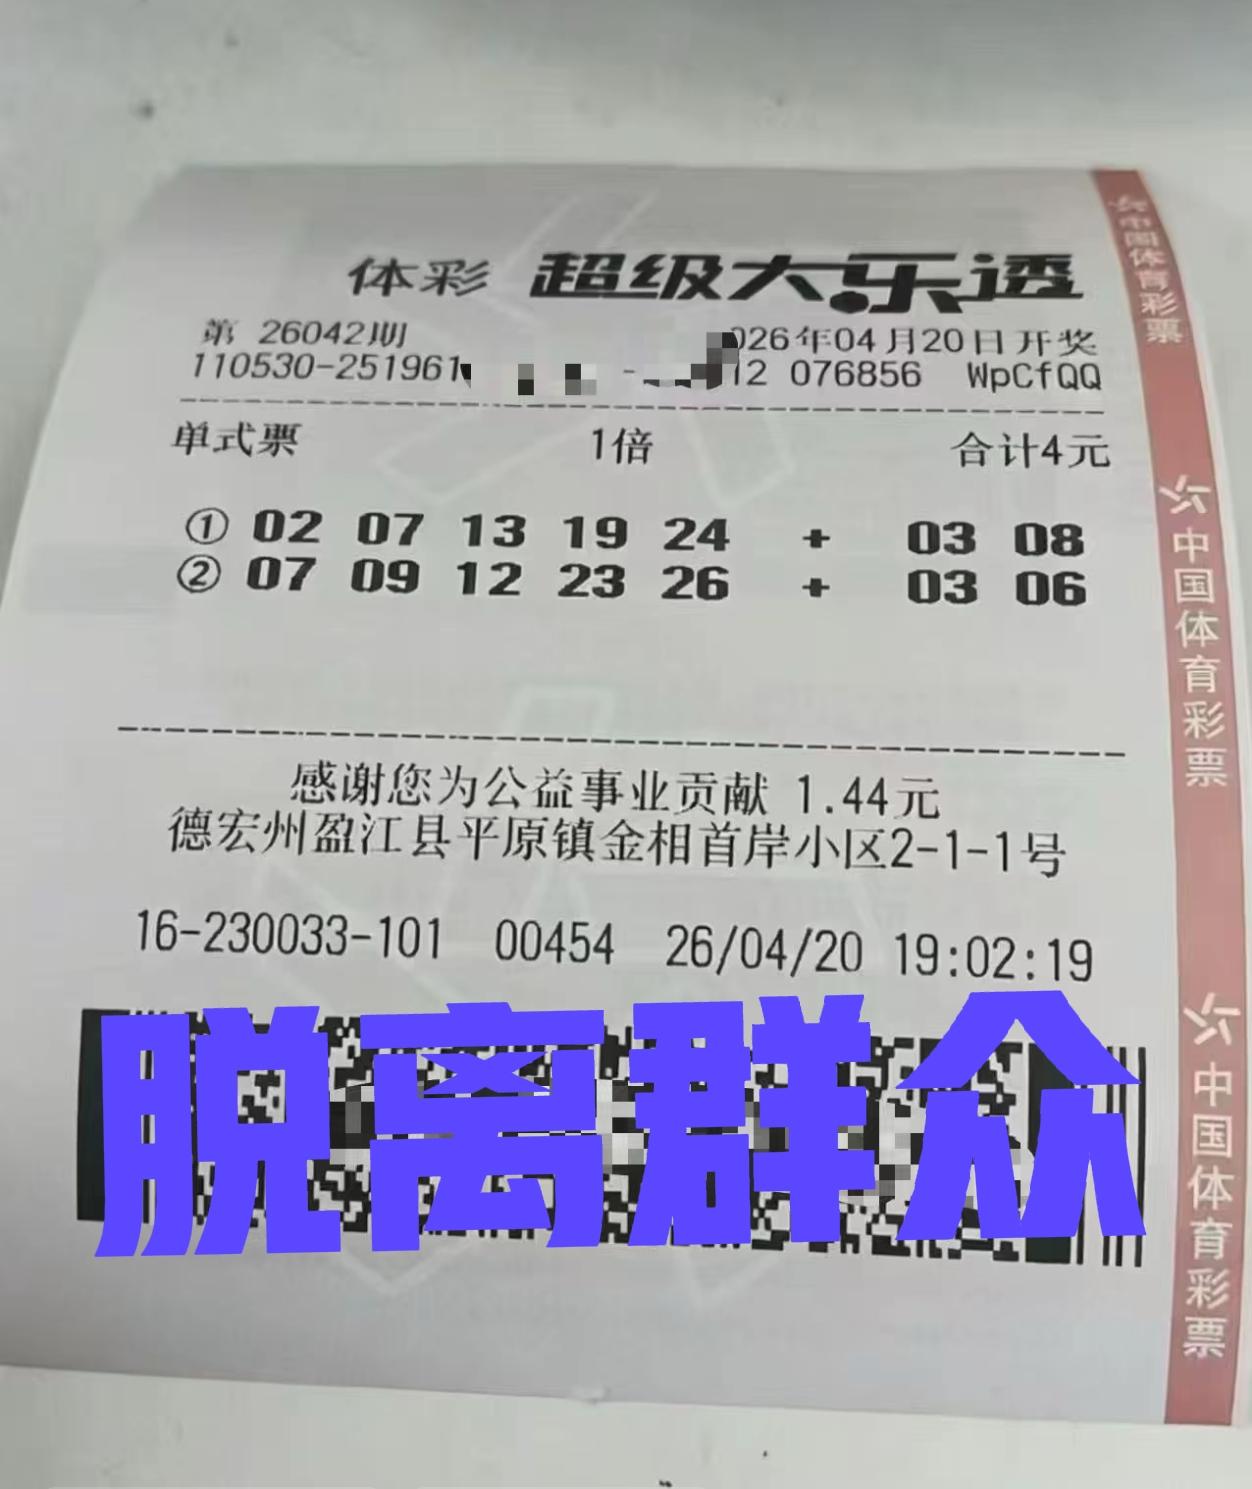 体彩 超级大乐透
第 26042期 026年04月20日开奖
110530-251961 - 12 076856 WpCfQQ
单式票 1倍 合计4元
① 02 07 13 19 24 + 03 08
② 07 09 12 23 26 + 03 06
感谢您为公益事业贡献 1.44元
德宏州盈江县平原镇金相首岸小区2-1-1号
16-230033-101 00454 26/04/20 19:02:19
脱离群众
中国体育彩票
中国体育彩票
中国体育彩票